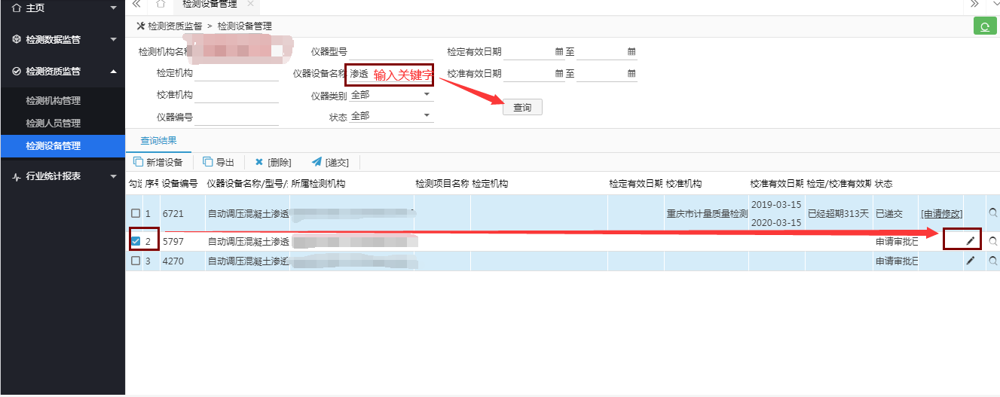 主页
检测设备管理
检测数据监管
检测资质监督 > 检测设备管理
检测机构名称
仪器型号
检定有效日期
至
检测资质监管
检定机构
仪器设备名称
渗透
输入关键字
校准有效日期
至
检测机构管理
校准机构
仪器类别
全部
查询
检测人员管理
仪器编号
状态
全部
检测设备管理
查询结果
新增设备
导出
[删除]
[递交]
行业统计报表
勾选 序号 设备编号 仪器设备名称/型号/ 所属检测机构 检测项目名称 检定机构 检定有效日期 校准机构 校准有效日期 检定/校准有效期 状态
1 6721 自动调压混凝土渗透 重庆市计量质量检测 2019-03-15 已经超期313天 已递交 [申请修改]
2020-03-15
2 5797 自动调压混凝土渗透 申请审批已
3 4270 自动调压混凝土渗透 申请审批已